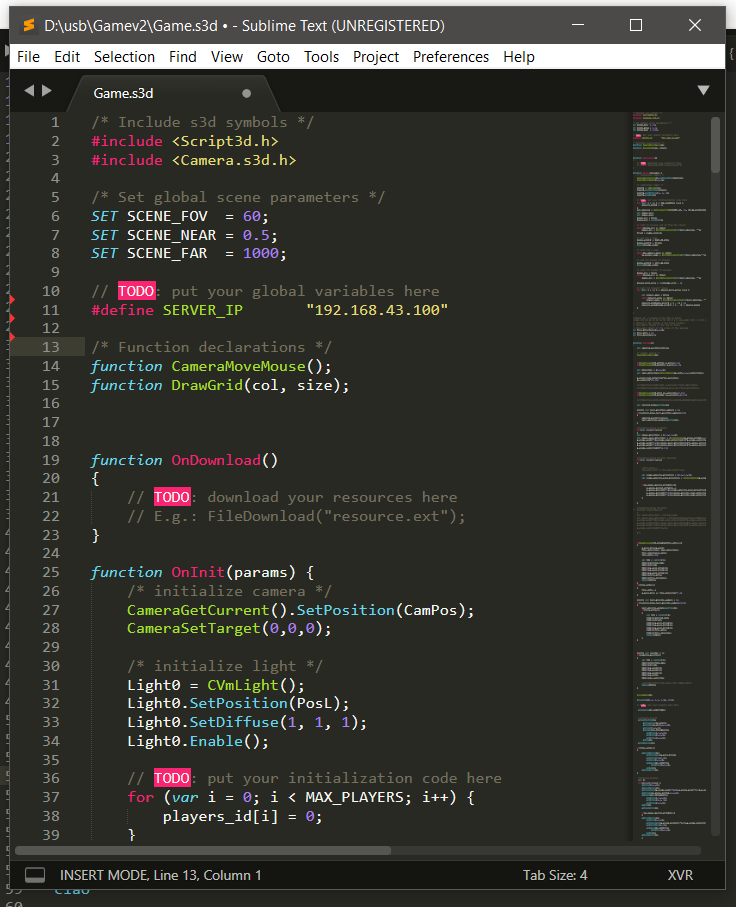 D:\usb\Gamev2\Game.s3d • - Sublime Text (UNREGISTERED)
File Edit Selection Find View Goto Tools Project Preferences Help
Game.s3d
1 /* Include s3d symbols */
2 #include <Script3d.h>
3 #include <Camera.s3d.h>
4
5 /* Set global scene parameters */
6 SET SCENE_FOV  = 60;
7 SET SCENE_NEAR = 0.5;
8 SET SCENE_FAR  = 1000;
9
10 // TODO: put your global variables here
11 #define SERVER_IP       "192.168.43.100"
12
13 /* Function declarations */
14 function CameraMoveMouse();
15 function DrawGrid(col, size);
16
17
18
19 function OnDownload()
20 {
21     // TODO: download your resources here
22     // E.g.: FileDownload("resource.ext");
23 }
24
25 function OnInit(params) {
26     /* initialize camera */
27     CameraGetCurrent().SetPosition(CamPos);
28     CameraSetTarget(0,0,0);
29
30     /* initialize light */
31     Light0 = CVmLight();
32     Light0.SetPosition(PosL);
33     Light0.SetDiffuse(1, 1, 1);
34     Light0.Enable();
35
36     // TODO: put your initialization code here
37     for (var i = 0; i < MAX_PLAYERS; i++) {
38         players_id[i] = 0;
39     }
INSERT MODE, Line 13, Column 1 Tab Size: 4 XVR